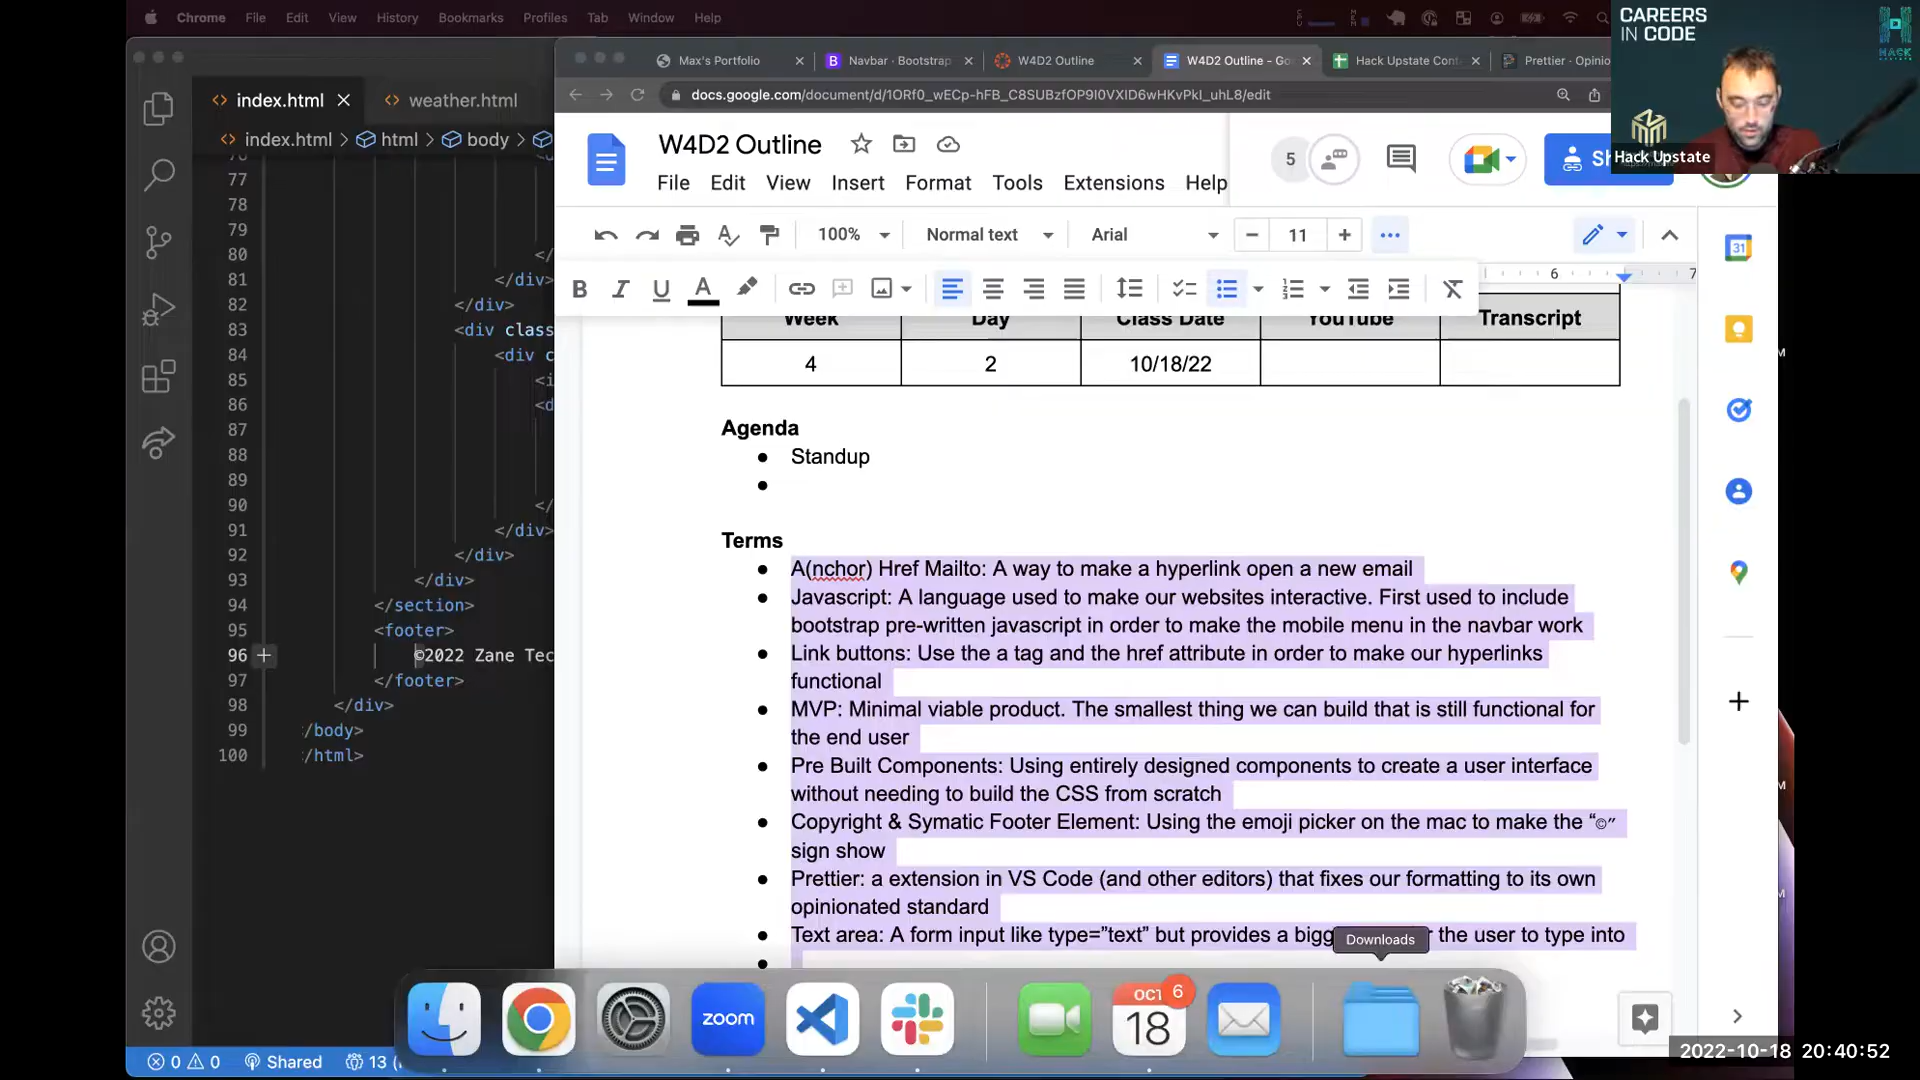 Chrome File Edit View History Bookmarks Profiles Tab Window Help
CAREERS
IN CODE
HACK
UPSTATE
Hack Upstate
Max's Portfolio
Navbar · Bootstrap
W4D2 Outline
W4D2 Outline - Go
Hack Upstate Cont
Prettier · Opinio
docs.google.com/document/d/1ORf0_wECp-hFB_C8SUBzfOP9I0VXID6wHKvPkI_uhL8/edit
index.html
weather.html
index.html > html > body >
W4D2 Outline
5
Sh
File Edit View Insert Format Tools Extensions Help
100% Normal text Arial 11
6 7
31
77
78
79
80 </
81 </div>
82 </div>
83 <div class
84 <div c
85 <i
86 <d
87
88
89
90 </
91 </div>
92 </div>
93 </div>
94 </section>
95 <footer>
96 ©2022 Zane Tec
97 </footer>
98 </div>
99 </body>
100 </html>
Week Day Class Date YouTube Transcript
4 2 10/18/22
Agenda
● Standup
●
Terms
● A(nchor) Href Mailto: A way to make a hyperlink open a new email
● Javascript: A language used to make our websites interactive. First used to include
bootstrap pre-written javascript in order to make the mobile menu in the navbar work
● Link buttons: Use the a tag and the href attribute in order to make our hyperlinks
functional
● MVP: Minimal viable product. The smallest thing we can build that is still functional for
the end user
● Pre Built Components: Using entirely designed components to create a user interface
without needing to build the CSS from scratch
● Copyright & Symatic Footer Element: Using the emoji picker on the mac to make the “©”
sign show
● Prettier: a extension in VS Code (and other editors) that fixes our formatting to its own
opinionated standard
● Text area: A form input like type=”text” but provides a bigg the user to type into
●
Downloads
zoom
OCT
18
6
0 0 Shared 13
2022-10-18 20:40:52